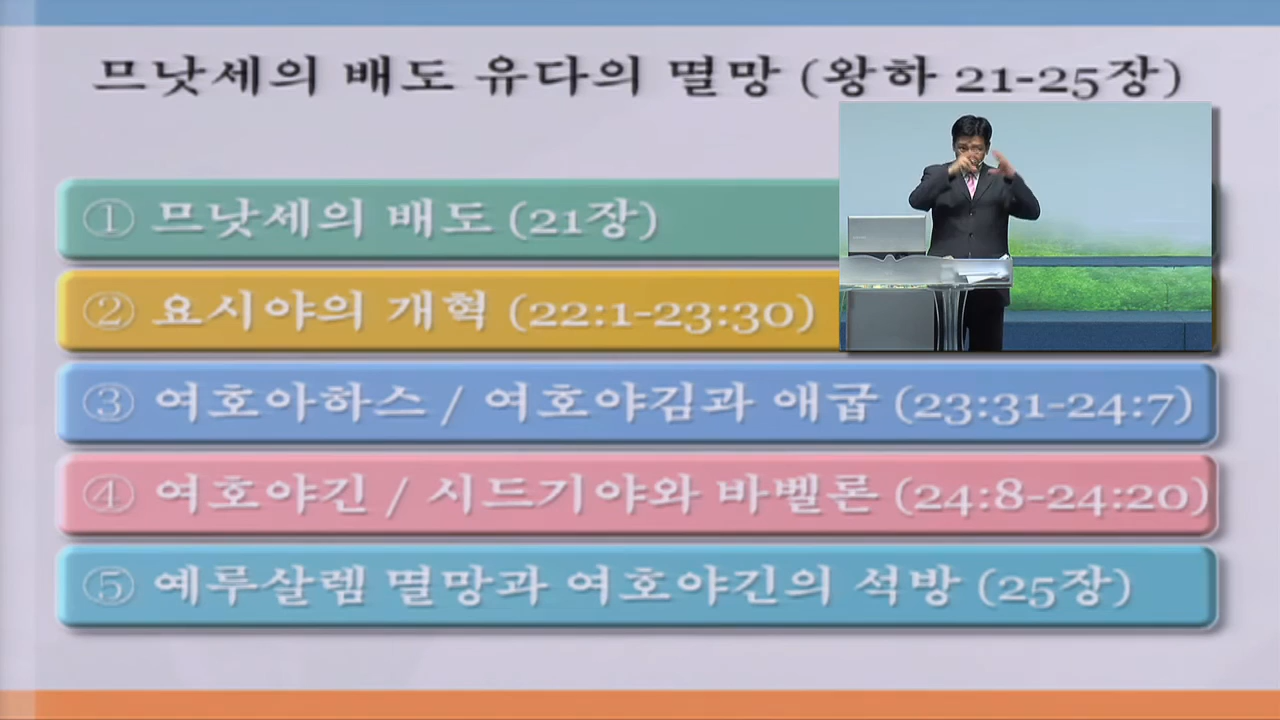 므낫세의 배도 유다의 멸망 (왕하 21-25장)
① 므낫세의 배도 (21장)
② 요시야의 개혁 (22:1-23:30)
③ 여호아하스 / 여호야김과 애굽 (23:31-24:7)
④ 여호야긴 / 시드기야와 바벨론 (24:8-24:20)
⑤ 예루살렘 멸망과 여호야긴의 석방 (25장)